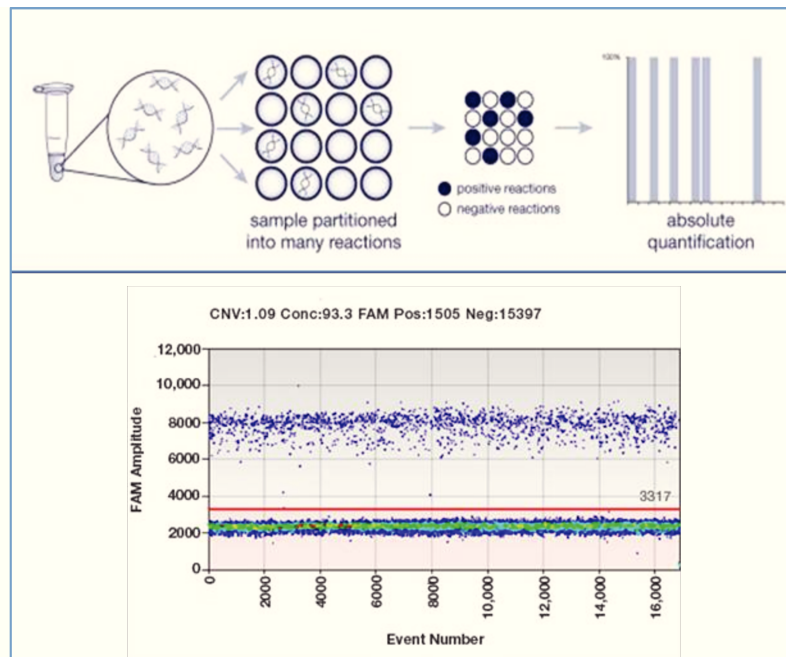 100%
positive reactions
negative reactions
sample partitioned
into many reactions
absolute
quantification
CNV:1.09 Conc:93.3 FAM Pos:1505 Neg:15397
FAM Amplitude
12,000
10,000
8000
6000
4000
2000
0
3317
0
2000
4000
6000
8000
10,000
12,000
14,000
16,000
Event Number